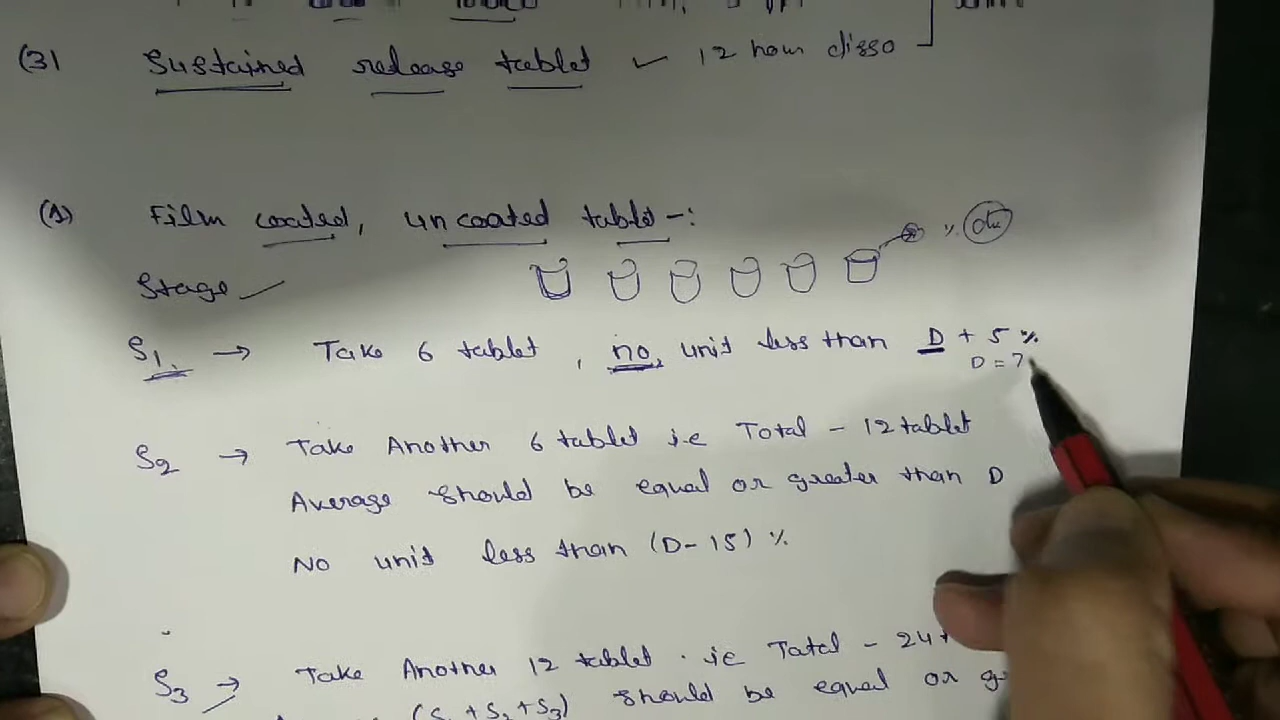 (3) Sustained release tablet ✓ 12 hour disso
(1) Film coated, uncoated tablet -:
Stage
S1. → Take 6 tablet, no, unit less than D + 5 %
D = 7
S2 → Take Another 6 tablet i.e Total - 12 tablet
Average should be equal or greater than D
No unit less than (D-15) %
S3 → Take Another 12 tablet. i.e Total - 24
(S1 + S2 + S3) should be equal or